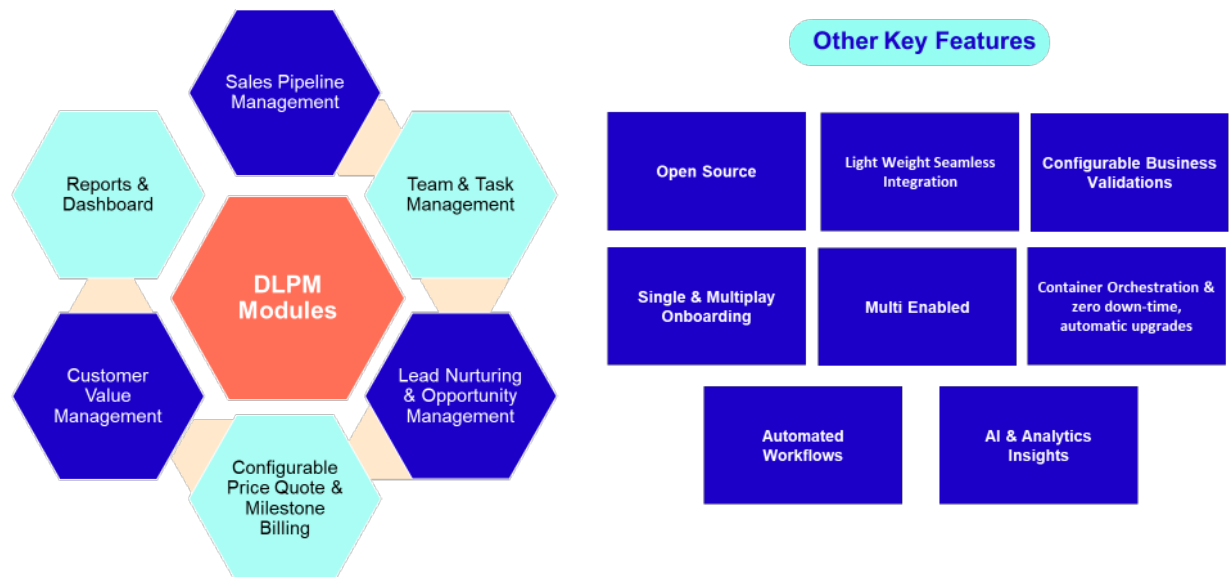 Sales Pipeline
Management
Reports &
Dashboard
Team & Task
Management
DLPM
Modules
Customer
Value
Management
Lead Nurturing
& Opportunity
Management
Configurable
Price Quote &
Milestone
Billing
Other Key Features
Open Source
Light Weight Seamless
Integration
Configurable Business
Validations
Single & Multiplay
Onboarding
Multi Enabled
Container Orchestration &
zero down-time,
automatic upgrades
Automated
Workflows
AI & Analytics
Insights